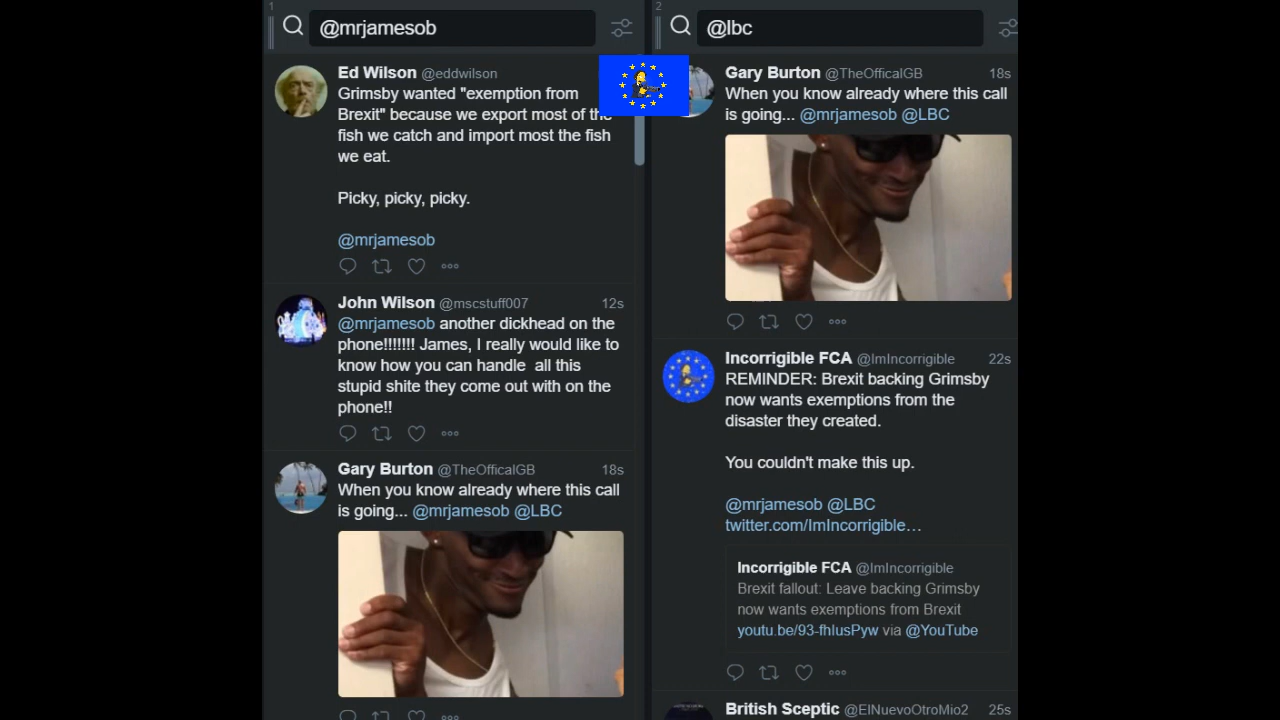 1
@mrjamesob
Ed Wilson @eddwilson
Grimsby wanted "exemption from
Brexit" because we export most of the
fish we catch and import most the fish
we eat.
Picky, picky, picky.
@mrjamesob
John Wilson @mscstuff007 12s
@mrjamesob another dickhead on the
phone!!!!!!! James, I really would like to
know how you can handle  all this
stupid shite they come out with on the
phone!!
Gary Burton @TheOfficalGB 18s
When you know already where this call
is going... @mrjamesob @LBC
2
@lbc
Gary Burton @TheOfficalGB 18s
When you know already where this call
is going... @mrjamesob @LBC
Incorrigible FCA @ImIncorrigible 22s
REMINDER: Brexit backing Grimsby
now wants exemptions from the
disaster they created.
You couldn't make this up.
@mrjamesob @LBC
twitter.com/ImIncorrigible…
Incorrigible FCA @ImIncorrigible
Brexit fallout: Leave backing Grimsby
now wants exemptions from Brexit
youtu.be/93-fhIusPyw via @YouTube
British Sceptic @ElNuevoOtroMio2 25s